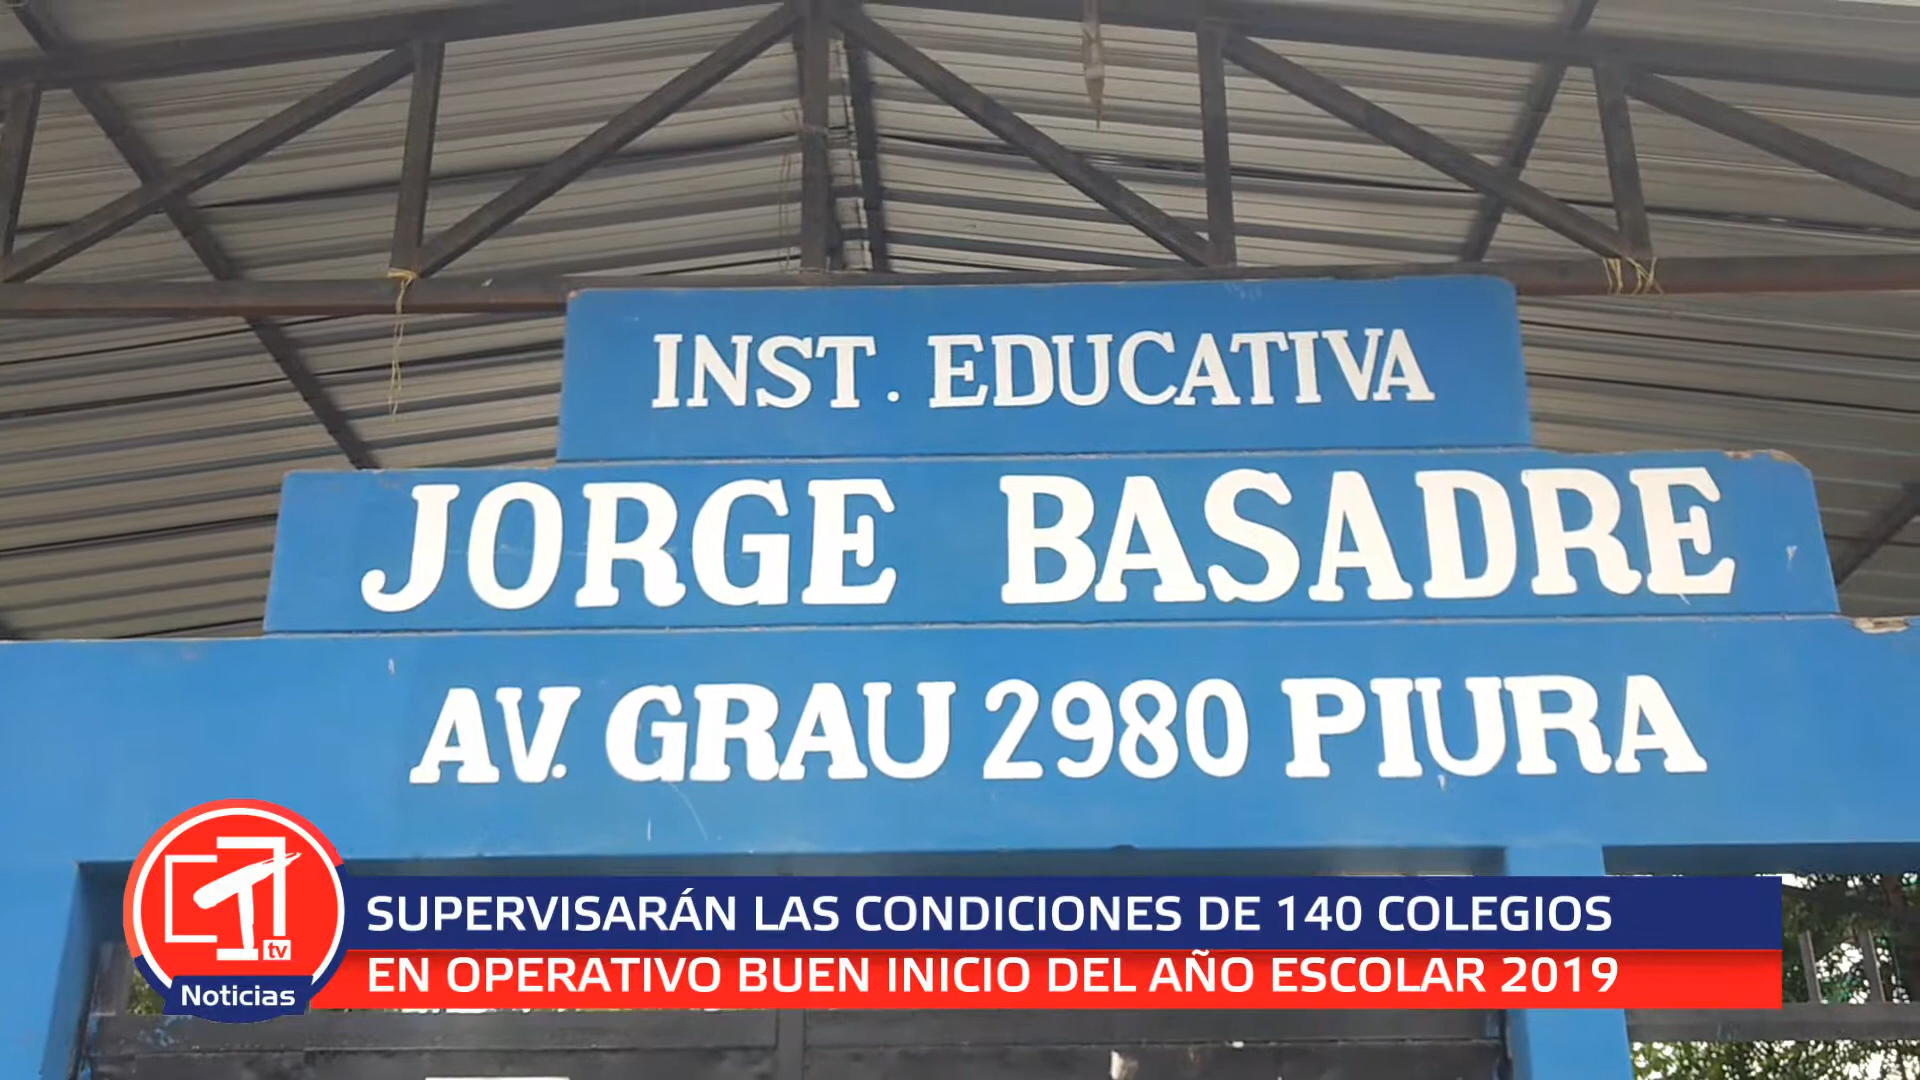 INST. EDUCATIVA
JORGE BASADRE
AV. GRAU 2980 PIURA
tv
Noticias
SUPERVISARÁN LAS CONDICIONES DE 140 COLEGIOS
EN OPERATIVO BUEN INICIO DEL AÑO ESCOLAR 2019